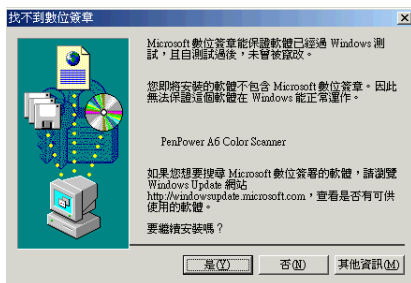 找不到數位簽章
Microsoft 數位簽章能保證軟體已經過 Windows 測
試，且自測試過後，未曾被竄改。
您即將安裝的軟體不包含 Microsoft 數位簽章。因此
無法保證這個軟體在 Windows 能正常運作。
PenPower A6 Color Scanner
如果您想要搜尋 Microsoft 數位簽署的軟體，請瀏覽
Windows Update 網站
http://windowsupdate.microsoft.com，查看是否有可供
使用的軟體。
要繼續安裝嗎？
是(Y) 否(N) 其他資訊(M)